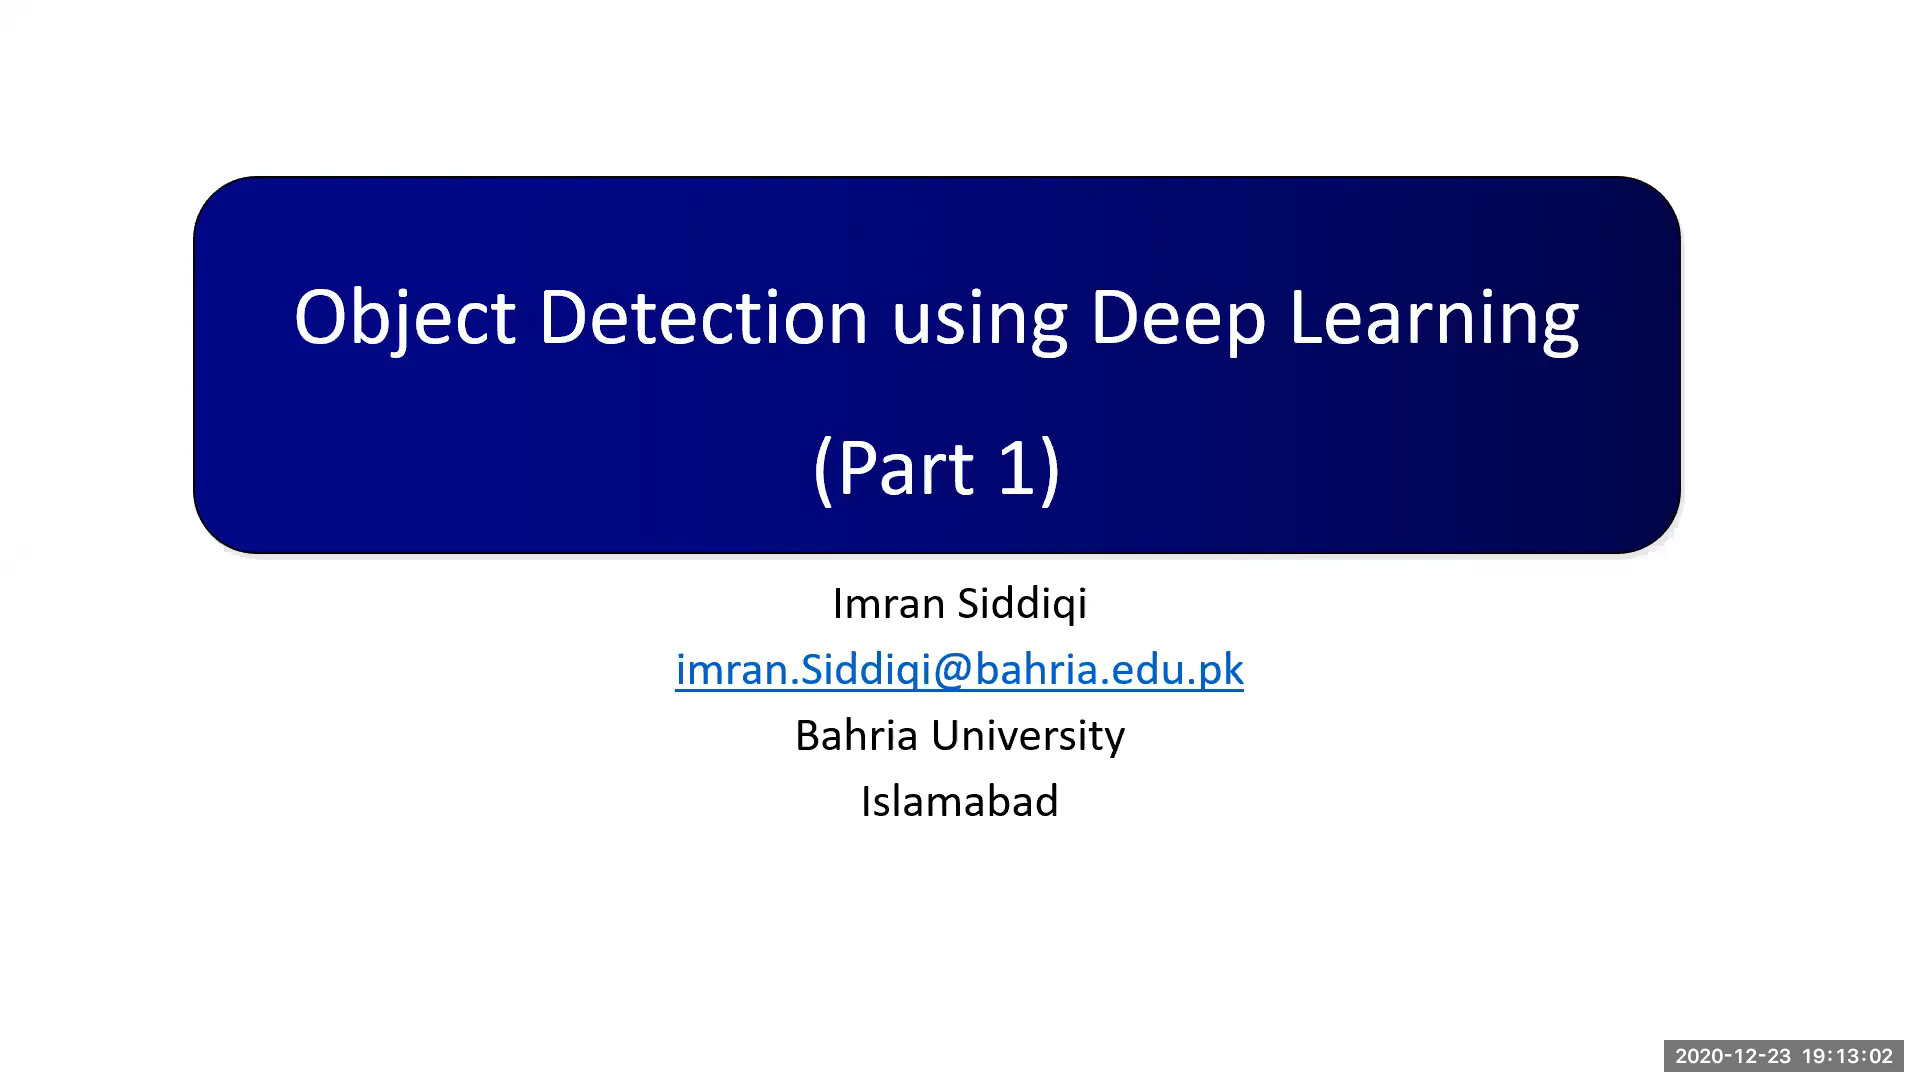 Object Detection using Deep Learning
(Part 1)
Imran Siddiqi
imran.Siddiqi@bahria.edu.pk
Bahria University
Islamabad
2020-12-23 19:13:02